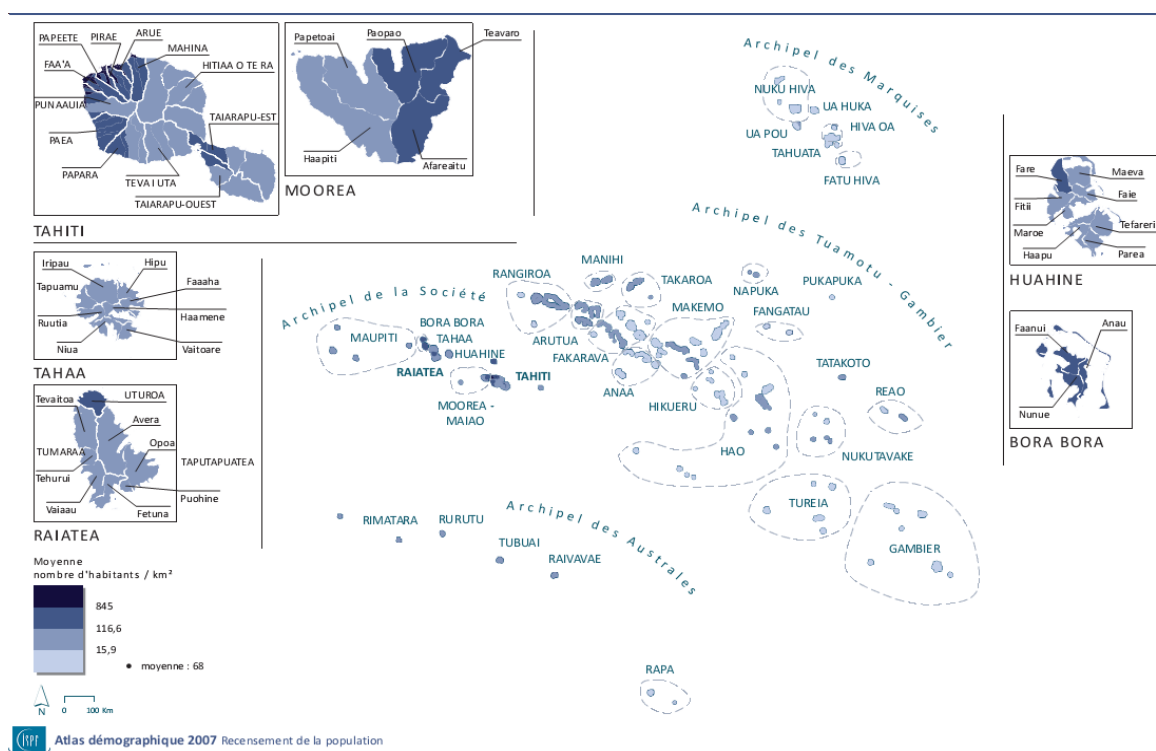 PAPEETE
PIRAE
ARUE
MAHINA
FAA'A
HITIAA O TE RA
PUNAAUIA
TAIARAPU-EST
PAEA
PAPARA
TEVA I UTA
TAIARAPU-OUEST
TAHITI
Papetoai
Paopao
Teavaro
Haapiti
Afareaitu
MOOREA
Iripau
Hipu
Tapuamu
Faaaha
Ruutia
Haamene
Niua
Vaitoare
TAHAA
Tevaitoa
UTUROA
Avera
Opoa
TUMARAA
TAPUTAPUATEA
Tehurui
Puohine
Vaiaau
Fetuna
RAIATEA
Archipel des Marquises
NUKU HIVA
UA HUKA
UA POU
HIVA OA
TAHUATA
FATU HIVA
Archipel des Tuamotu - Gambier
MANIHI
RANGIROA
TAKAROA
NAPUKA
PUKAPUKA
MAKEMO
FANGATAU
ARUTUA
FAKARAVA
TATAKOTO
ANAA
REAO
HIKUERU
HAO
NUKUTAVAKE
TUREIA
GAMBIER
Archipel de la Société
BORA BORA
MAUPITI
TAHAA
HUAHINE
RAIATEA
TAHITI
MOOREA -
MAIAO
Archipel des Australes
RIMATARA
RURUTU
TUBUAI
RAIVAVAE
RAPA
Fare
Maeva
Fitii
Faie
Maroe
Tefareri
Haapu
Parea
HUAHINE
Faanui
Anau
Nunue
BORA BORA
Moyenne
nombre d'habitants / km²
845
116,6
15,9
moyenne : 68
N
0 100 Km
ISPF
Atlas démographique 2007 Recensement de la population